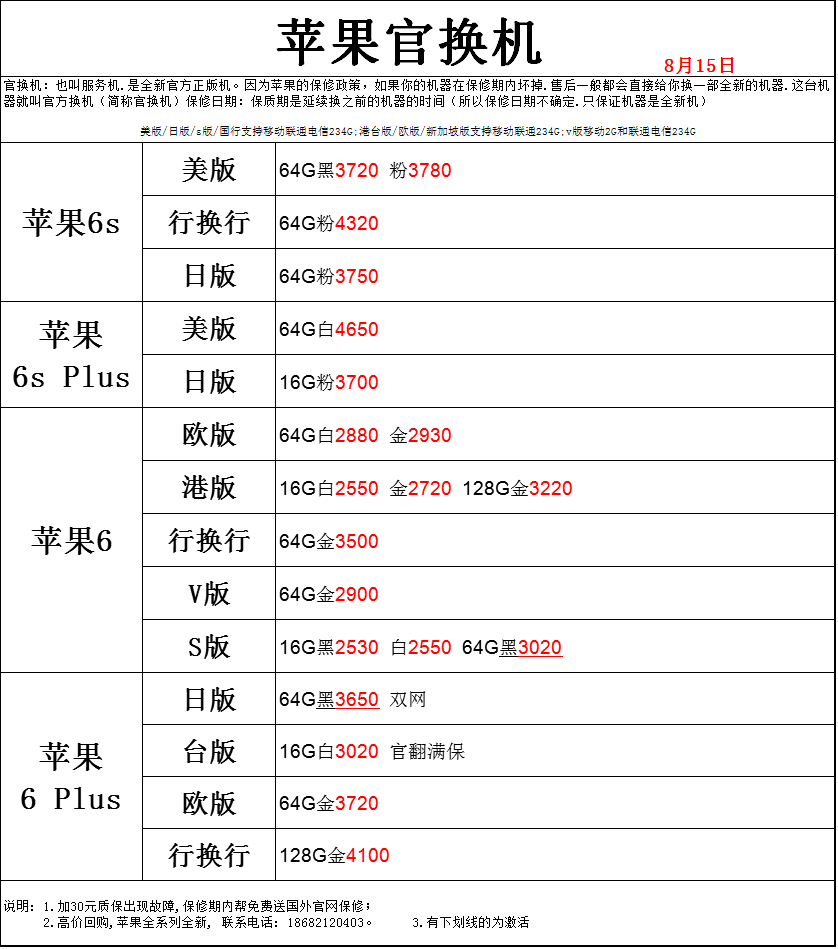 苹果官换机
8月15日
官换机：也叫服务机.是全新官方正版机。因为苹果的保修政策，如果你的机器在保修期内坏掉.售后一般都会直接给你换一部全新的机器.这台机
器就叫官方换机（简称官换机）保修日期：保质期是延续换之前的机器的时间（所以保修日期不确定.只保证机器是全新机）
美版/日版/s版/国行支持移动联通电信234G;港台版/欧版/新加坡版支持移动联通234G;v版移动2G和联通电信234G
苹果6s
美版 64G黑3720 粉3780
行换行 64G粉4320
日版 64G粉3750
苹果
6s Plus
美版 64G白4650
日版 16G粉3700
苹果6
欧版 64G白2880 金2930
港版 16G白2550 金2720 128G金3220
行换行 64G金3500
V版 64G金2900
S版 16G黑2530 白2550 64G黑3020
苹果
6 Plus
日版 64G黑3650 双网
台版 16G白3020 官翻满保
欧版 64G金3720
行换行 128G金4100
说明：1.加30元质保出现故障,保修期内帮免费送国外官网保修；
2.高价回购,苹果全系列全新, 联系电话: 18682120403。 3.有下划线的为激活